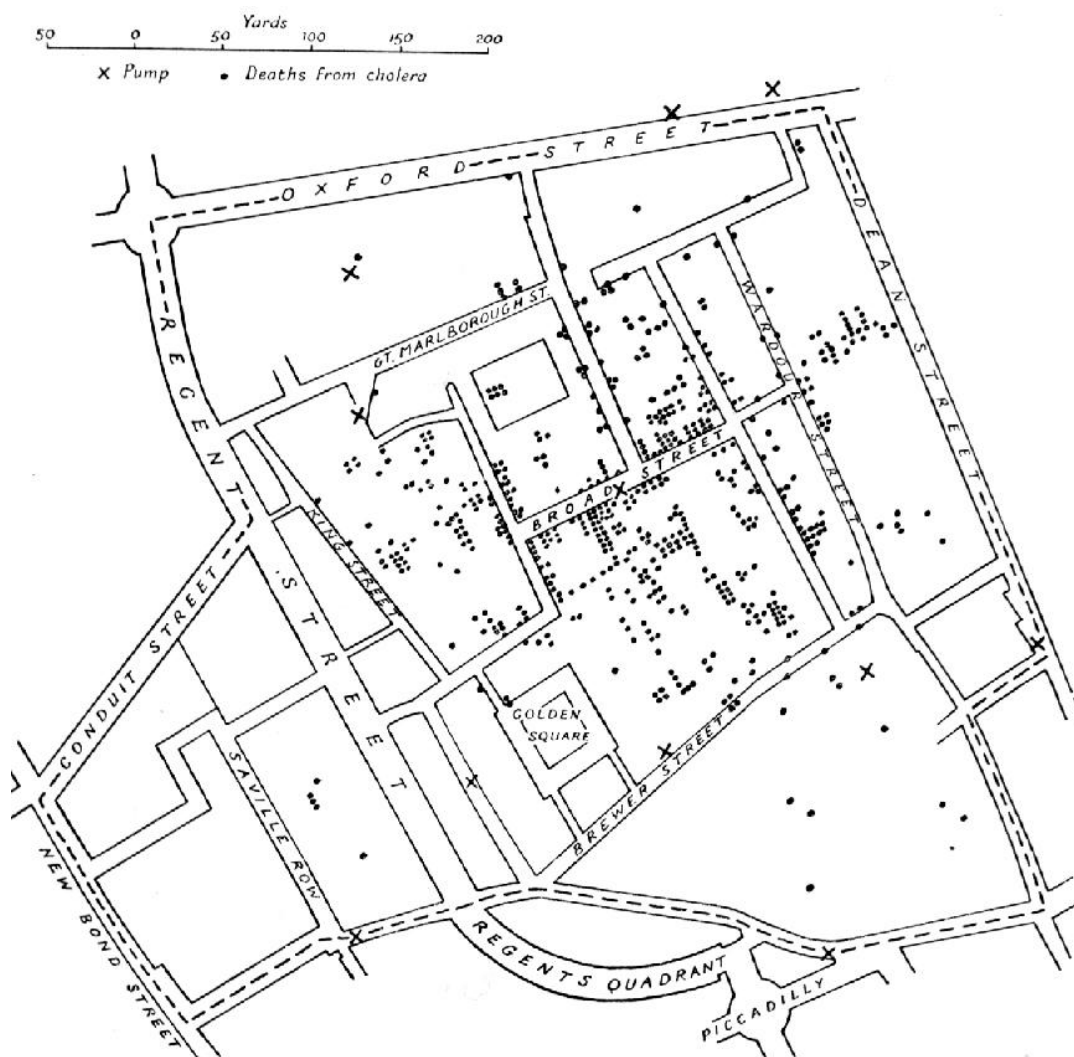 Yards
50 0 50 100 150 200
× Pump • Deaths from cholera
OXFORD STREET
DEAN STREET
REGENT STREET
GT. MARLBOROUGH ST.
WARDOUR STREET
BROAD STREET
KING STREET
CONDUIT STREET
GOLDEN
SQUARE
SAVILLE ROW
BREWER STREET
NEW BOND STREET
REGENTS QUADRANT
PICCADILLY